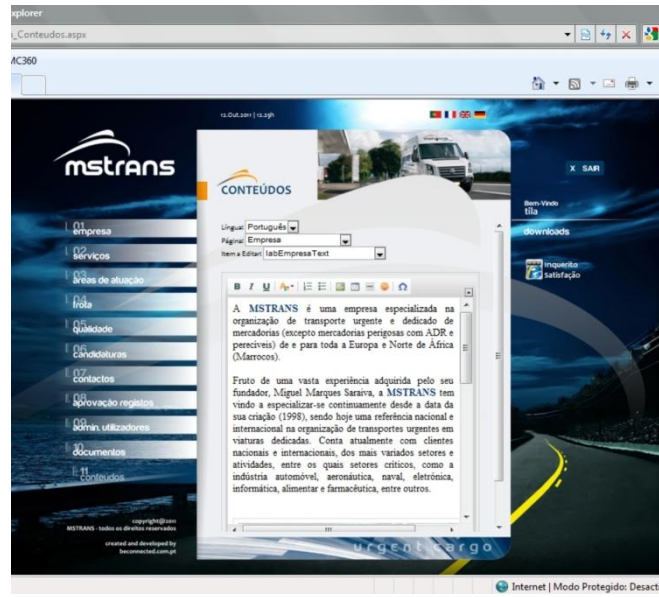 xplorer
_Conteudos.aspx
MC360
12.Out.2011 | 12.29h
mstrans
X SAIR
CONTEÚDOS
Bem-Vindo
tila
downloads
inquerito
satisfação
01
empresa
02
serviços
03
áreas de atuação
04
frota
05
qualidade
06
candidaturas
07
contactos
08
aprovação registos
09
admin. utilizadores
10
documentos
11
conteudos
Língua: Português
Página: Empresa
Item a Editar: labEmpresaText
B I U
A MSTRANS é uma empresa especializada na
organização de transporte urgente e dedicado de
mercadorias (excepto mercadorias perigosas com ADR e
perecíveis) de e para toda a Europa e Norte de África
(Marrocos).
Fruto de uma vasta experiência adquirida pelo seu
fundador, Miguel Marques Saraiva, a MSTRANS tem
vindo a especializar-se continuamente desde a data da
sua criação (1998), sendo hoje uma referência nacional e
internacional na organização de transportes urgentes em
viaturas dedicadas. Conta atualmente com clientes
nacionais e internacionais, dos mais variados setores e
atividades, entre os quais setores críticos, como a
indústria automóvel, aeronáutica, naval, eletrónica,
informática, alimentar e farmacêutica, entre outros.
copyright@2011
MSTRANS - todos os direitos reservados
created and developed by
beconnected.com.pt
urgent cargo
Internet | Modo Protegido: Desact